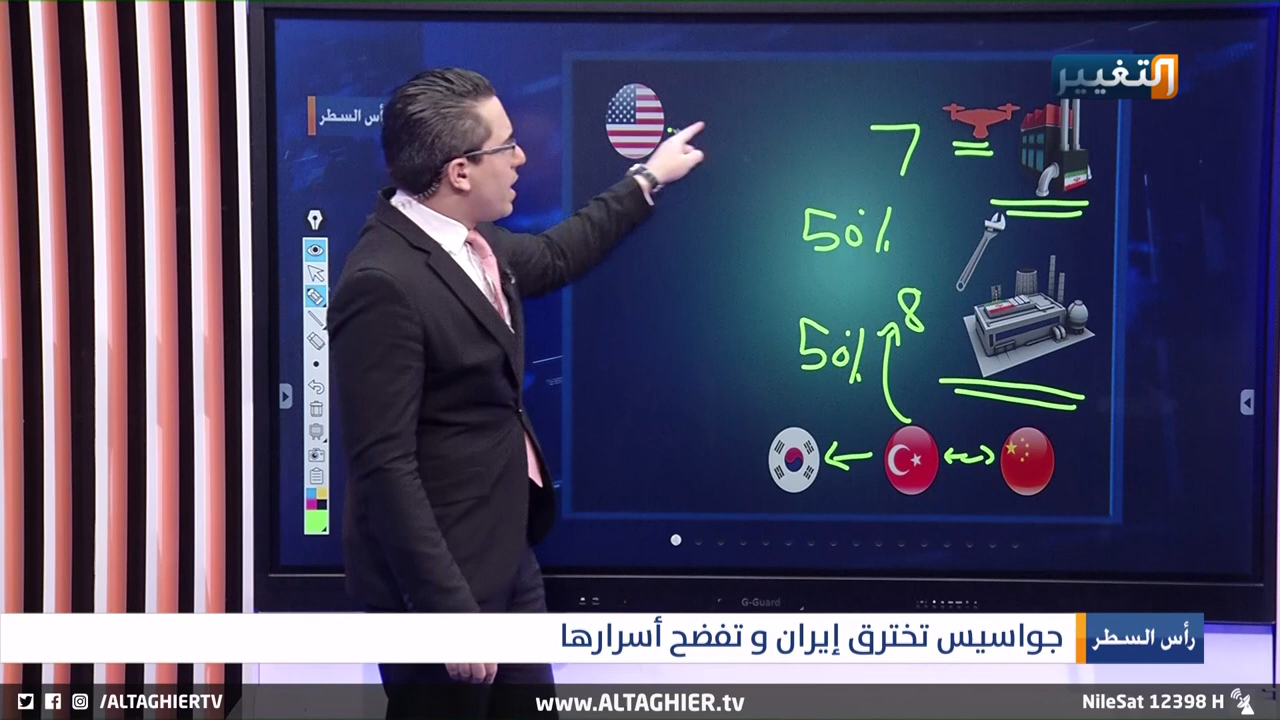 التغيير
رأس السطر
7
50%
50%
8
G-Guard
رأس السطر
جواسيس تخترق إيران و تفضح أسرارها
/ALTAGHIERTV
www.ALTAGHIER.tv
NileSat 12398 H